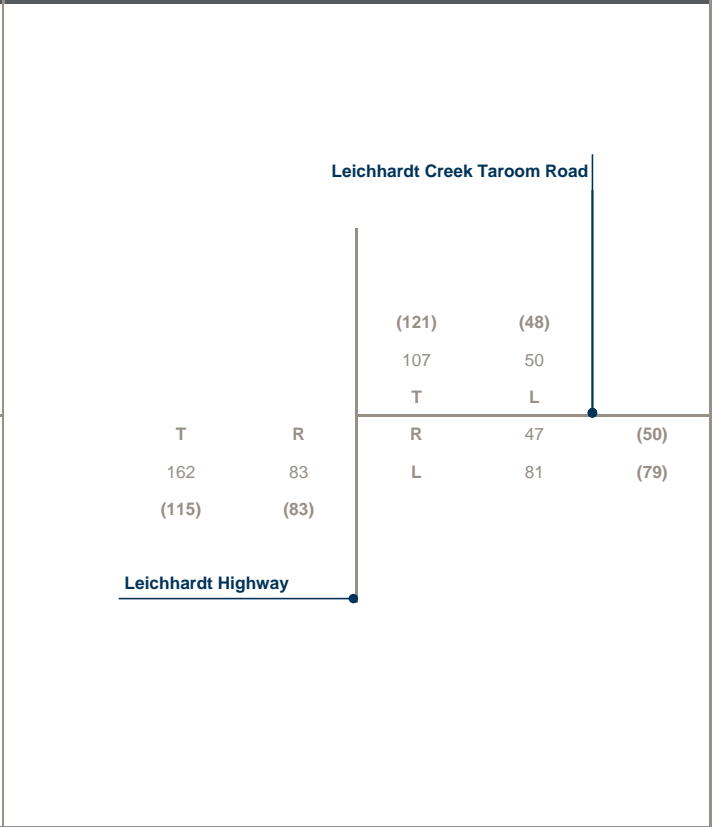 Leichhardt Creek Taroom Road
(121) (48)
107 50
T L
T R R 47 (50)
162 83 L 81 (79)
(115) (83)
Leichhardt Highway